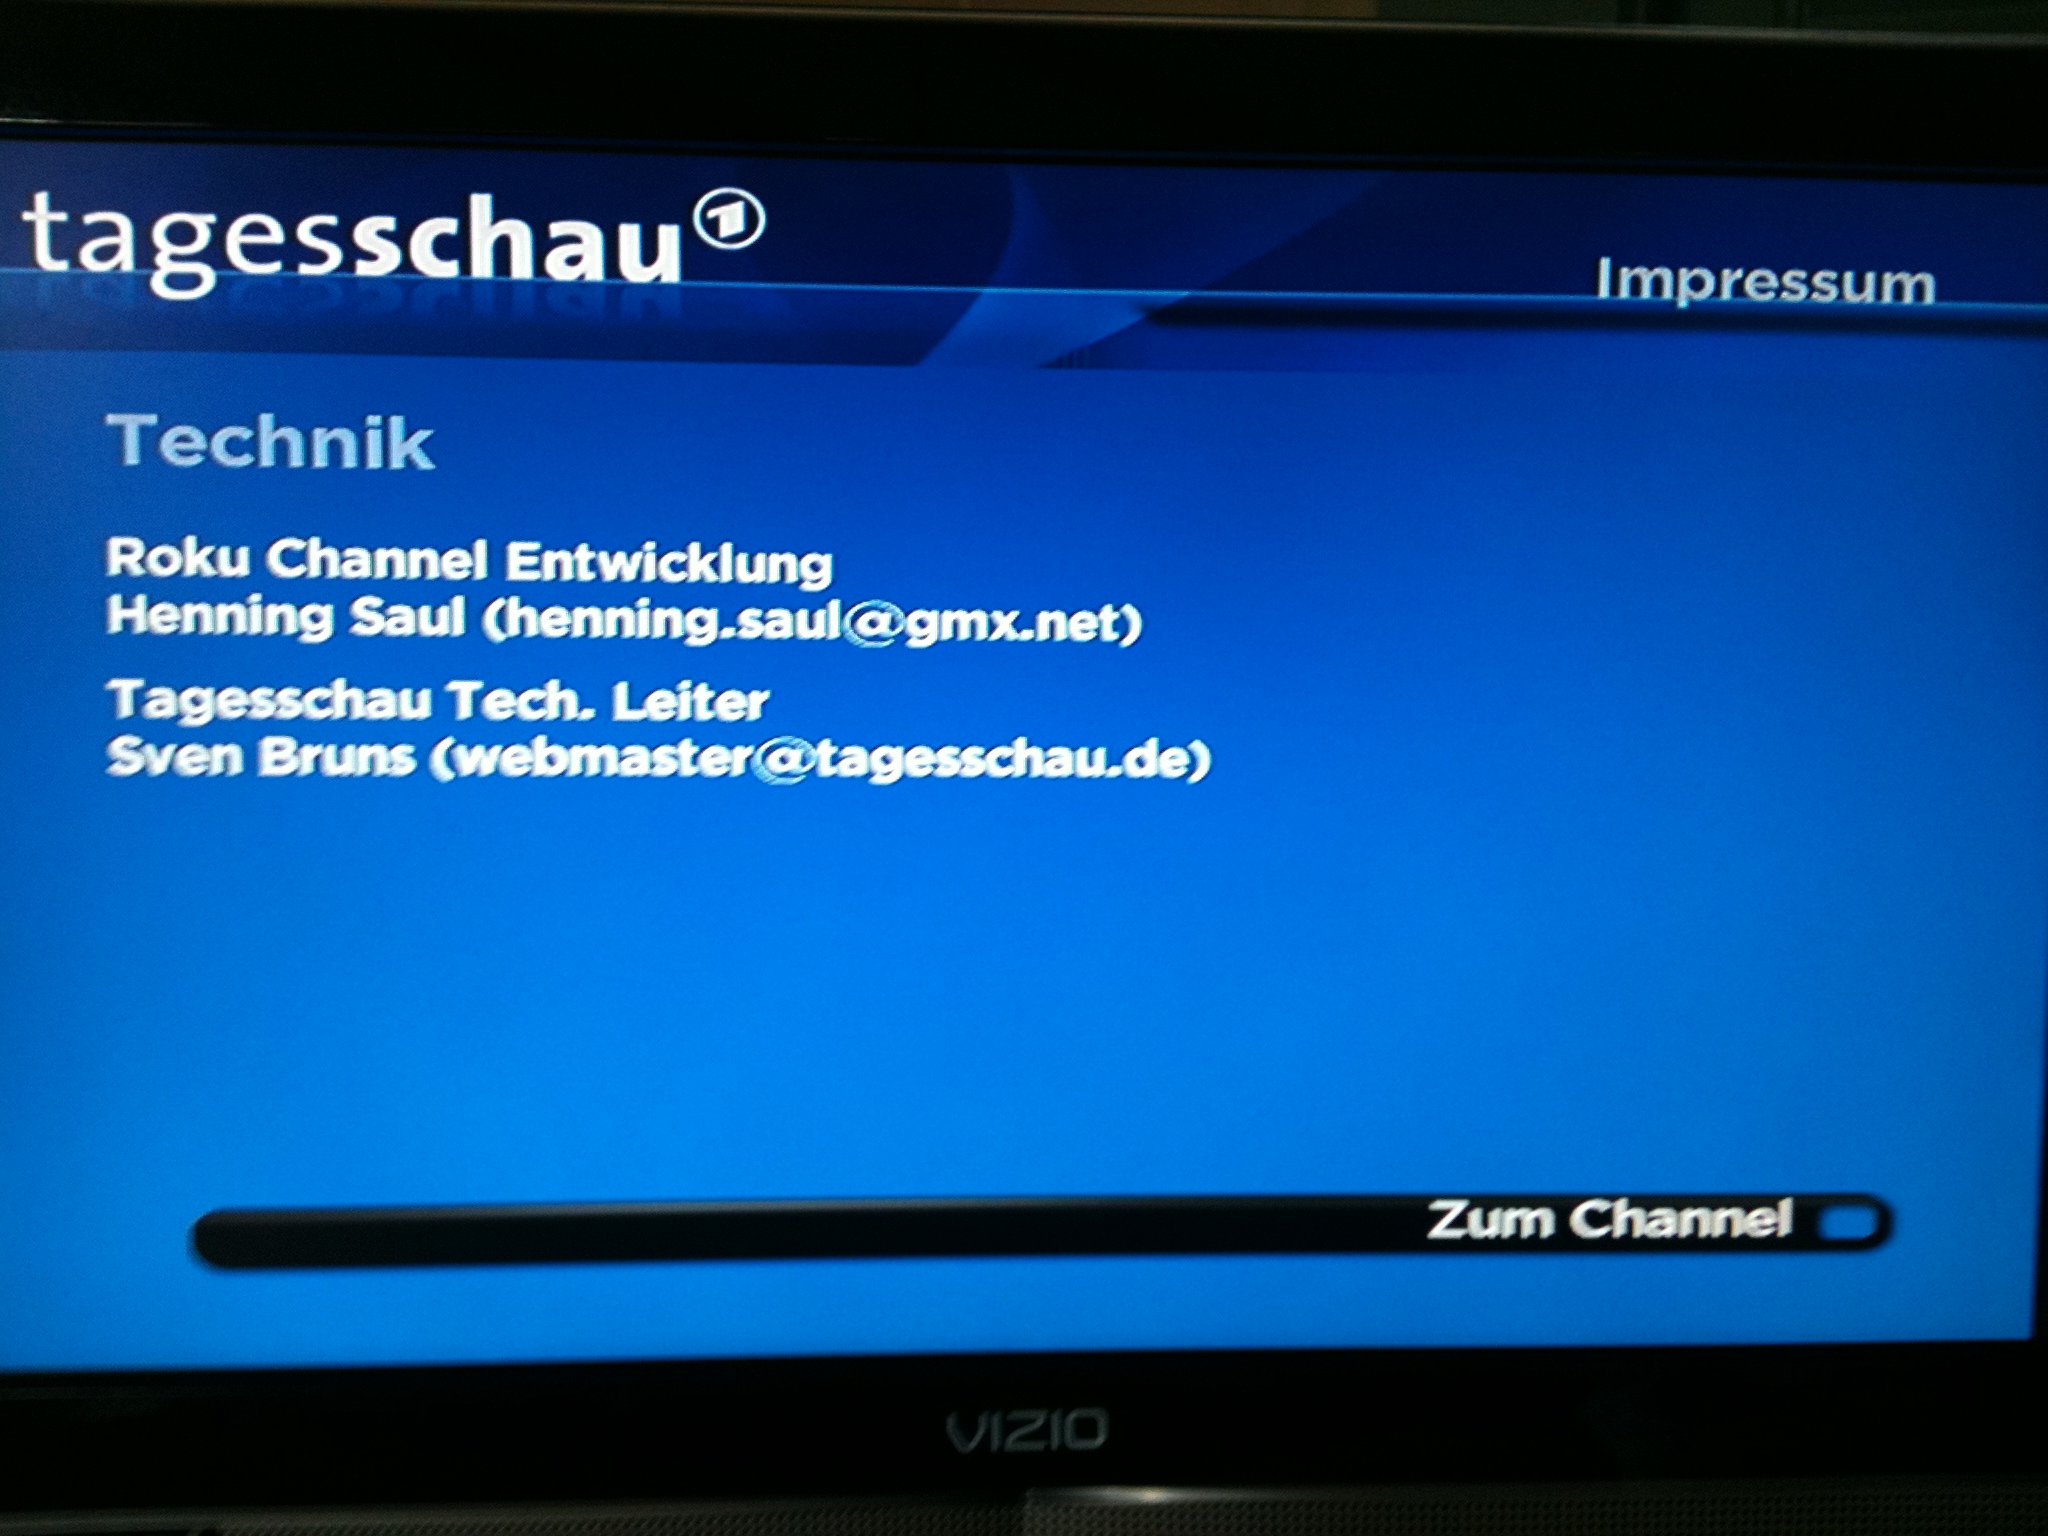 tagesschau
Impressum
Technik
Roku Channel Entwicklung
Henning Saul (henning.saul@gmx.net)
Tagesschau Tech. Leiter
Sven Bruns (webmaster@tagesschau.de)
Zum Channel
VIZIO